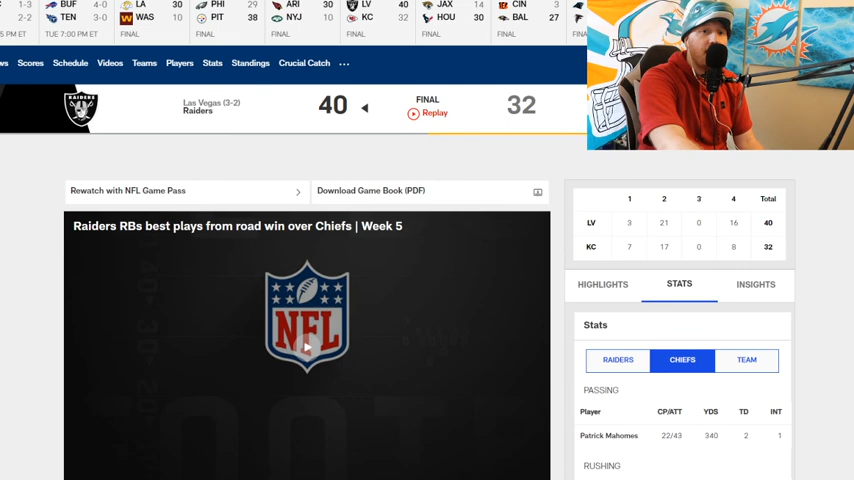 C 1-3 BUF 4-0 LA 30 PHI 29 ARI 30 LV 40 JAX 14 CIN 3
2-2 TEN 3-0 WAS 10 PIT 38 NYJ 10 KC 32 HOU 30 BAL 27
5 PM ET TUE 7:00 PM ET FINAL FINAL FINAL FINAL FINAL FINAL FINAL
ws Scores Schedule Videos Teams Players Stats Standings Crucial Catch ...
RAIDERS
Las Vegas (3-2)
Raiders
40
FINAL
Replay
32
Rewatch with NFL Game Pass
Download Game Book (PDF)
Raiders RBs best plays from road win over Chiefs | Week 5
NFL
1 2 3 4 Total
LV 3 21 0 16 40
KC 7 17 0 8 32
HIGHLIGHTS STATS INSIGHTS
Stats
RAIDERS CHIEFS TEAM
PASSING
Player CP/ATT YDS TD INT
Patrick Mahomes 22/43 340 2 1
RUSHING